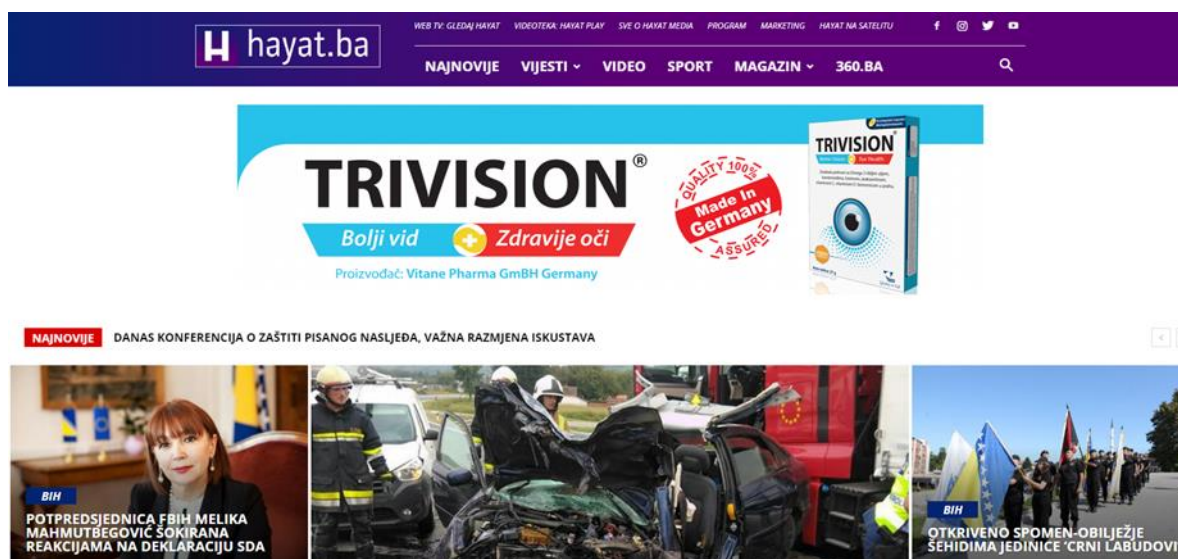 WEB TV: GLEDAJ HAYAT VIDEOTEKA: HAYAT PLAY SVE O HAYAT MEDIA PROGRAM MARKETING HAYAT NA SATELITU
H hayat.ba
NAJNOVIJE VIJESTI VIDEO SPORT MAGAZIN 360.BA
TRIVISION®
Bolji vid Zdravije oči
Proizvođač: Vitane Pharma GmBH Germany
QUALITY 100%
Made In
Germany
ASSURED
TRIVISION
NAJNOVIJE DANAS KONFERENCIJA O ZAŠTITI PISANOG NASLJEĐA, VAŽNA RAZMJENA ISKUSTAVA
BIH
POTPREDSJEDNICA FBIH MELIKA
MAHMUTBEGOVIĆ ŠOKIRANA
REAKCIJAMA NA DEKLARACIJU SDA
BIH
OTKRIVENO SPOMEN-OBILJEŽJE
ŠEHIDIMA JEDINICE 'CRNI LABUDOVI